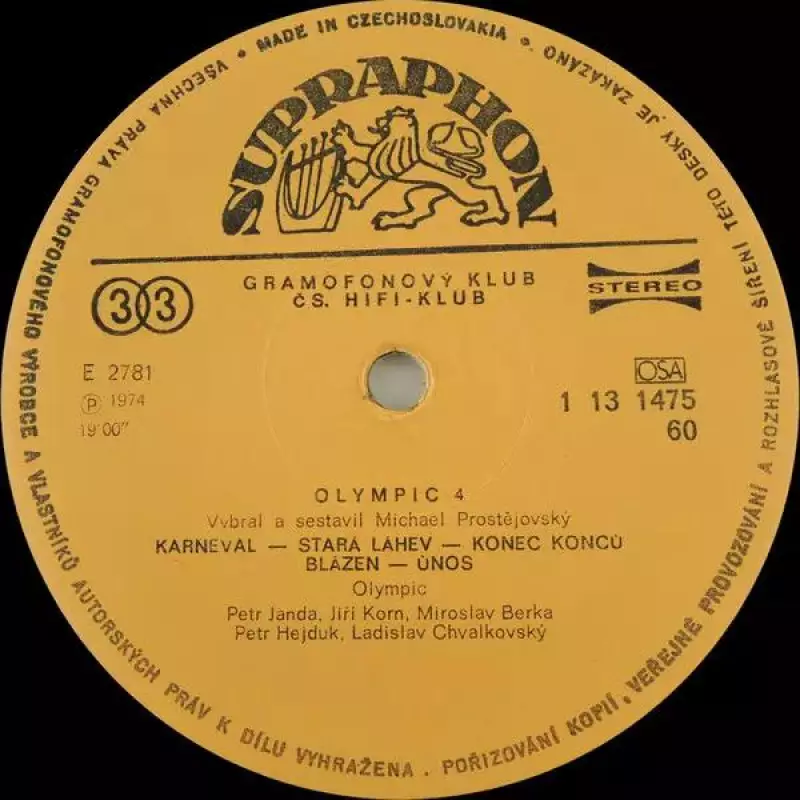 VŠECHNA PRÁVA GRAMOFONOVÉHO VÝROBCE A VLASTNÍKŮ AUTORSKÝCH PRÁV K DÍLU VYHRAŽENA . POŘIZOVÁNÍ KOPIÍ, VEŘEJNÉ PROVOZOVÁNÍ A ROZHLASOVÉ ŠÍŘENÍ TÉTO DESKY JE ZAKÁZÁNO • MADE IN CZECHOSLOVAKIA •
SUPRAPHON
33
GRAMOFONOVÝ KLUB
ČS. HIFI-KLUB
STEREO
E 2781
Ⓟ 1974
19'00"
OSA
1 13 1475
60
OLYMPIC 4
Vybral a sestavil Michael Prostějovský
KARNEVAL — STARÁ LÁHEV — KONEC KONCŮ
BLÁZEN — ÚNOS
Olympic
Petr Janda, Jiří Korn, Miroslav Berka
Petr Hejduk, Ladislav Chvalkovský